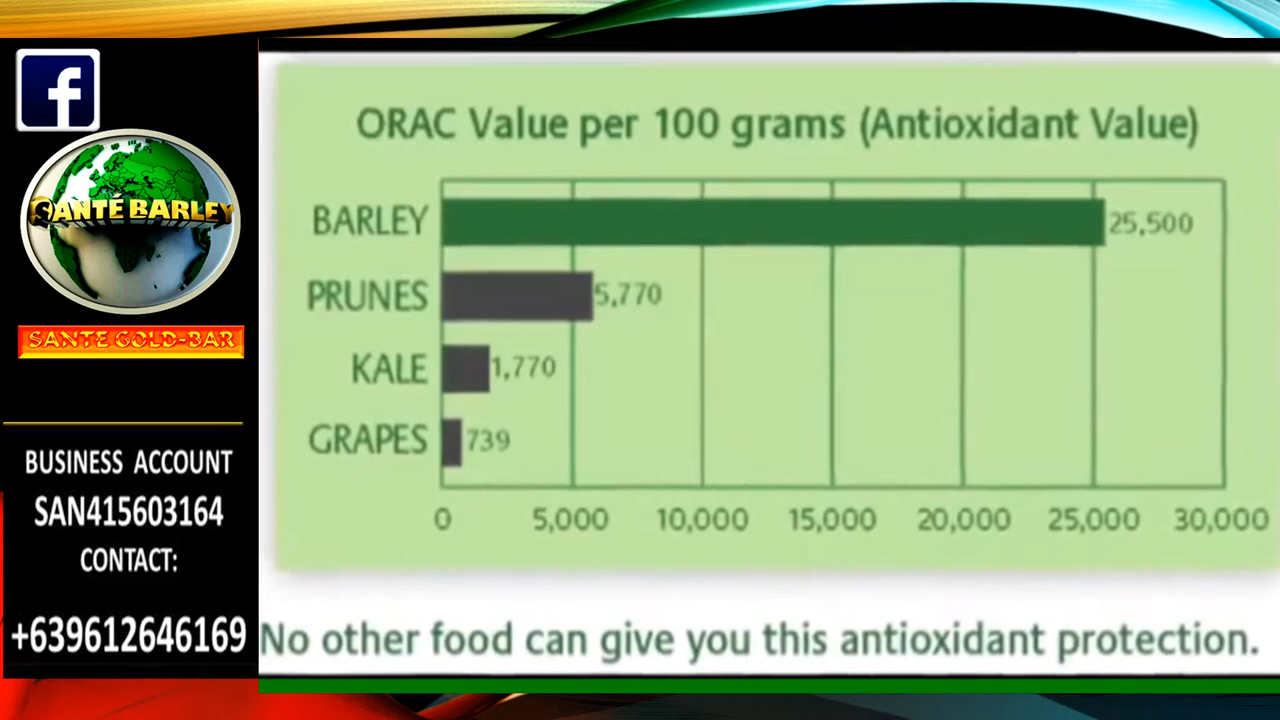 f
SANTÉ BARLEY
SANTE GOLD-BAR
BUSINESS ACCOUNT
SAN415603164
CONTACT:
+639612646169
ORAC Value per 100 grams (Antioxidant Value)
BARLEY 25,500
PRUNES 5,770
KALE 1,770
GRAPES 739
0 5,000 10,000 15,000 20,000 25,000 30,000
No other food can give you this antioxidant protection.